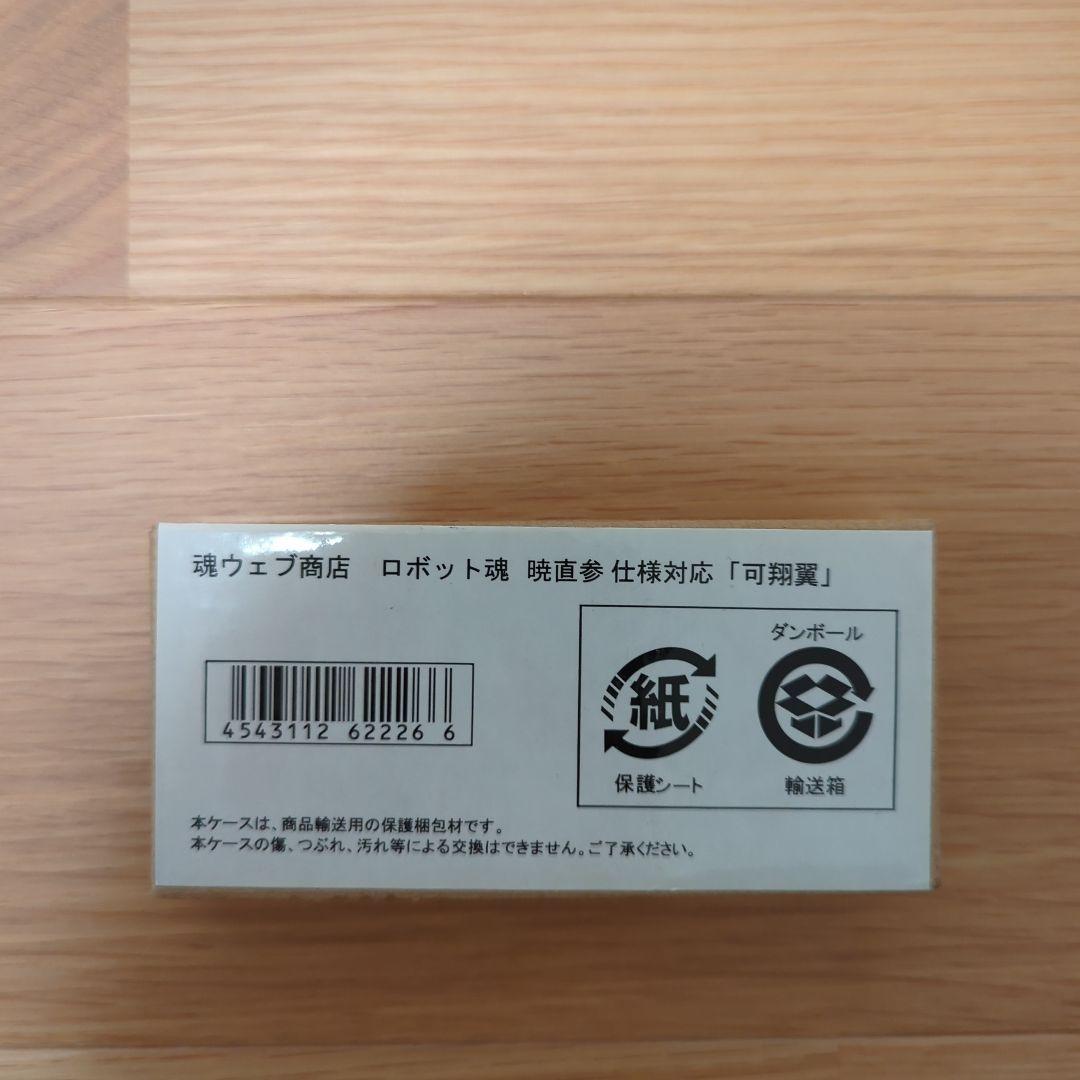 魂ウェブ商店　ロボット魂 暁直参 仕様対応「可翔翼」
4543112 62226 6
ダンボール
紙
保護シート
輸送箱
本ケースは、商品輸送用の保護梱包材です。
本ケースの傷、つぶれ、汚れ等による交換はできません。ご了承ください。